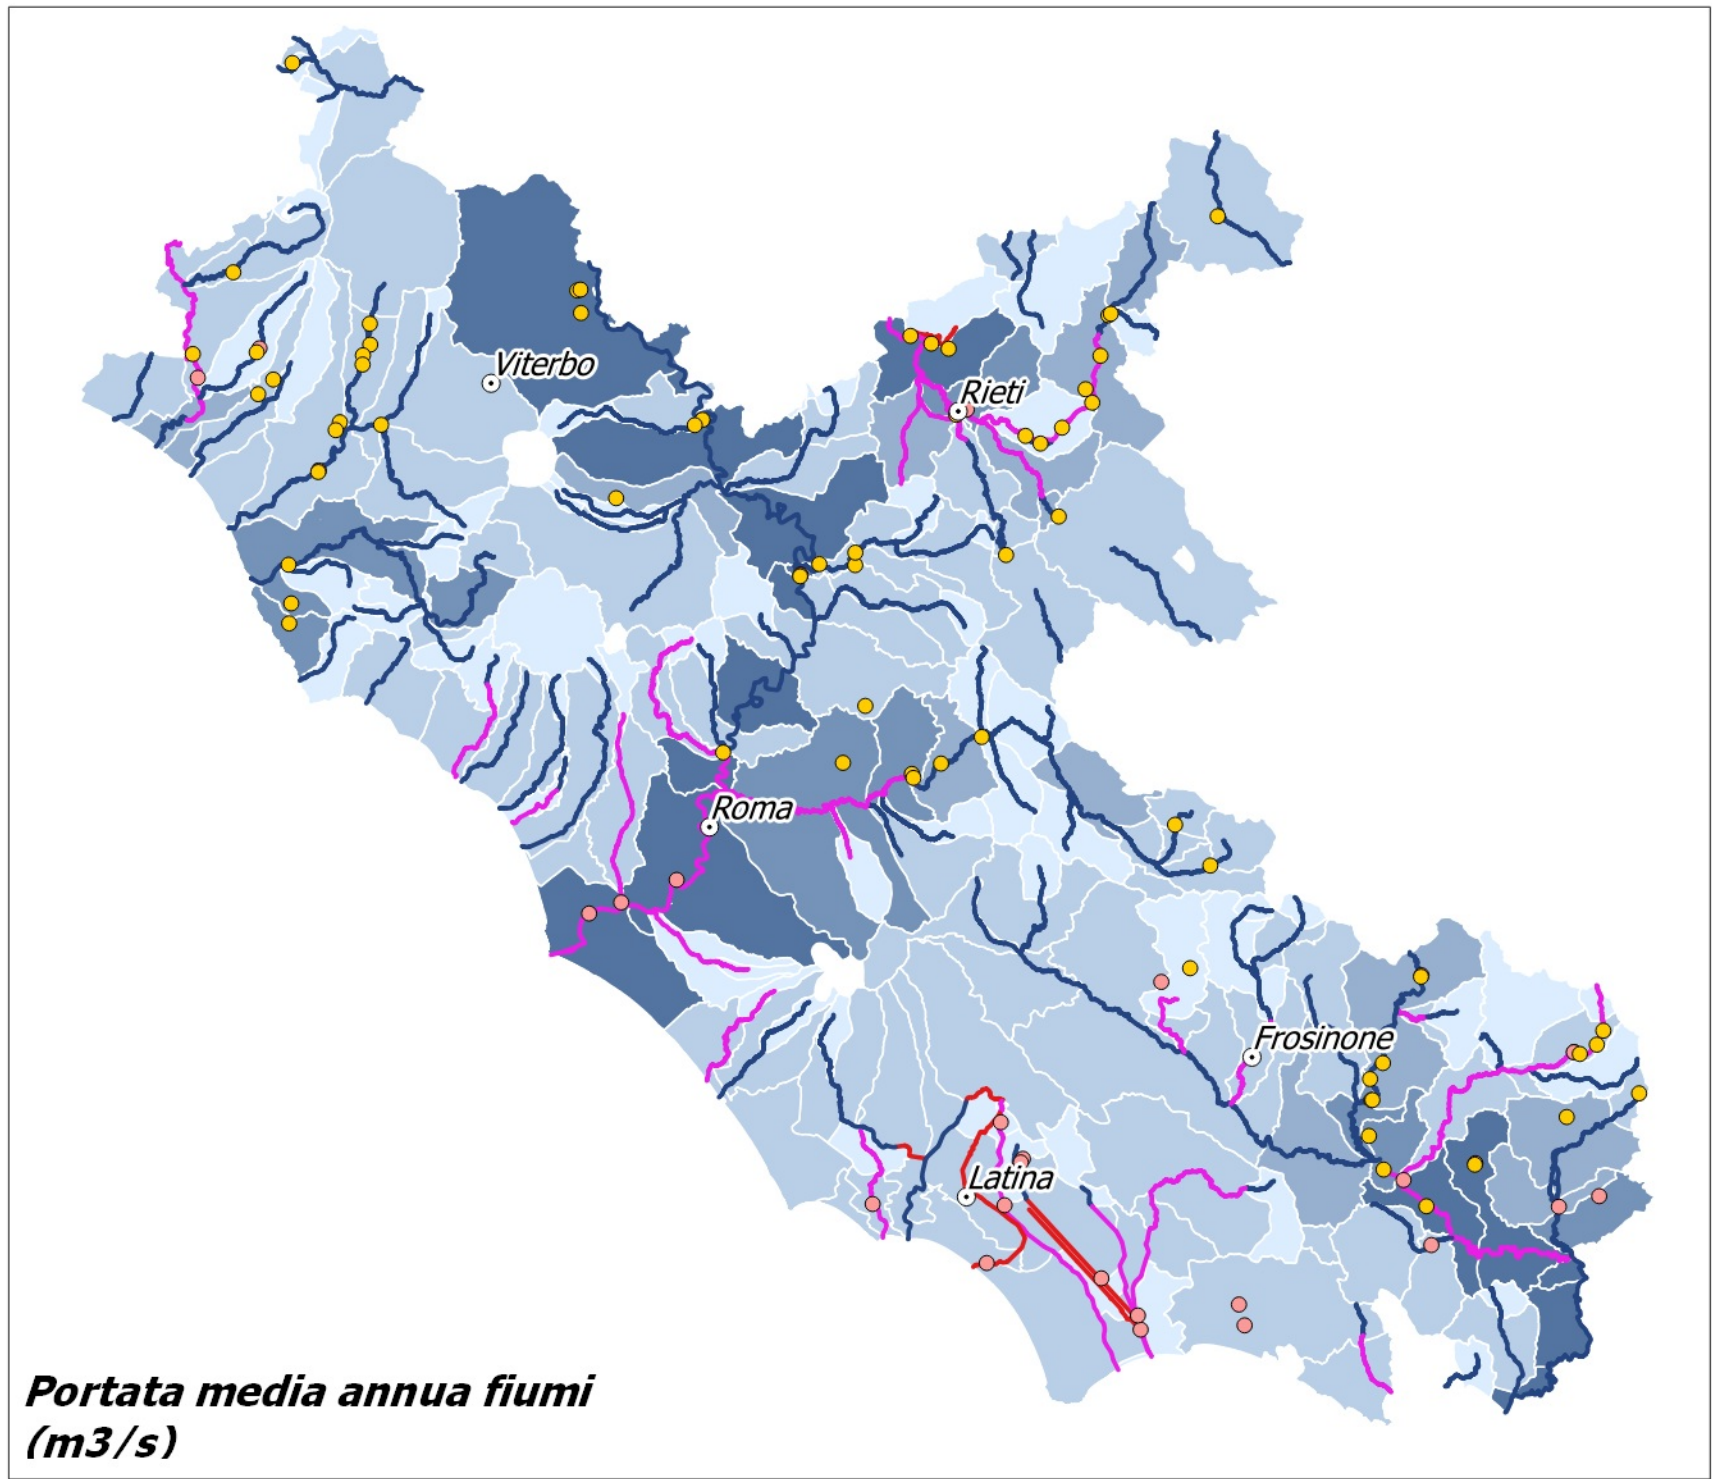 Viterbo
Rieti
Roma
Frosinone
Latina
Portata media annua fiumi
(m3/s)